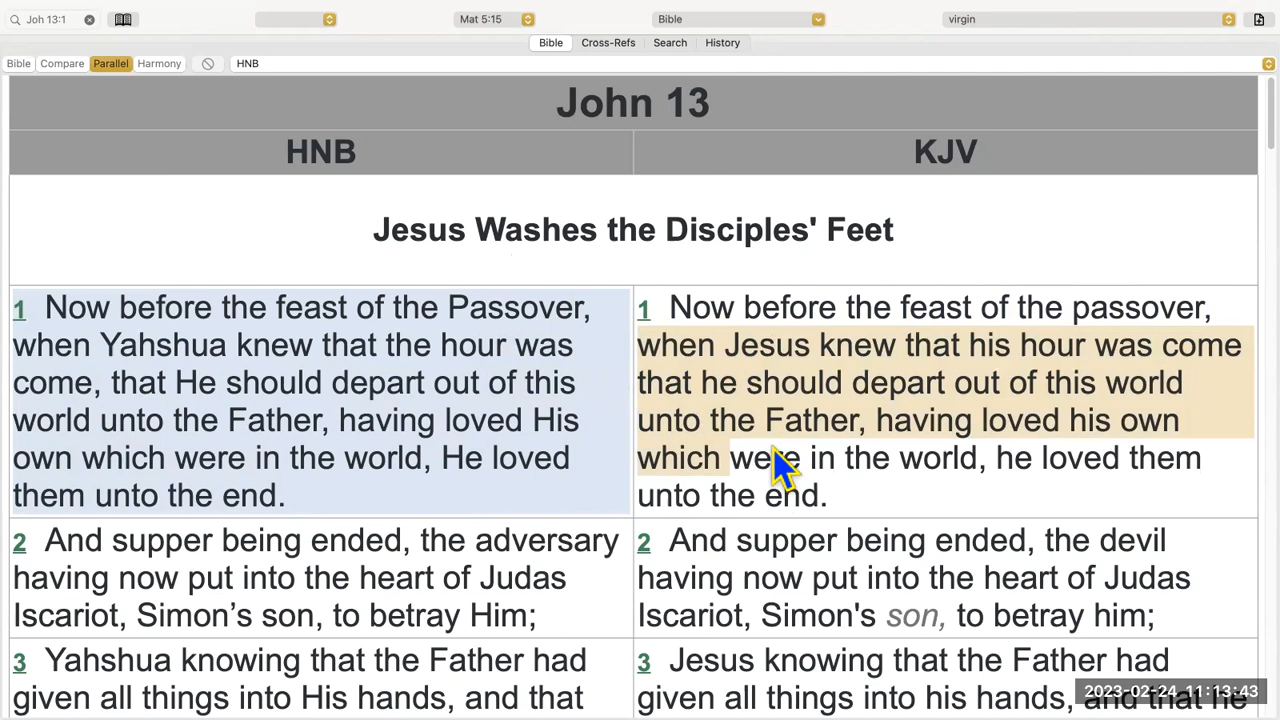 Joh 13:1
Mat 5:15
Bible
virgin
Bible Cross-Refs Search History
Bible Compare Parallel Harmony HNB
John 13
HNB
KJV
Jesus Washes the Disciples' Feet
1 Now before the feast of the Passover,
when Yahshua knew that the hour was
come, that He should depart out of this
world unto the Father, having loved His
own which were in the world, He loved
them unto the end.
1 Now before the feast of the passover,
when Jesus knew that his hour was come
that he should depart out of this world
unto the Father, having loved his own
which were in the world, he loved them
unto the end.
2 And supper being ended, the adversary
having now put into the heart of Judas
Iscariot, Simon’s son, to betray Him;
2 And supper being ended, the devil
having now put into the heart of Judas
Iscariot, Simon's son, to betray him;
3 Yahshua knowing that the Father had
given all things into His hands, and that
3 Jesus knowing that the Father had
given all things into his hands, and that he
2023-02-24 11:13:43